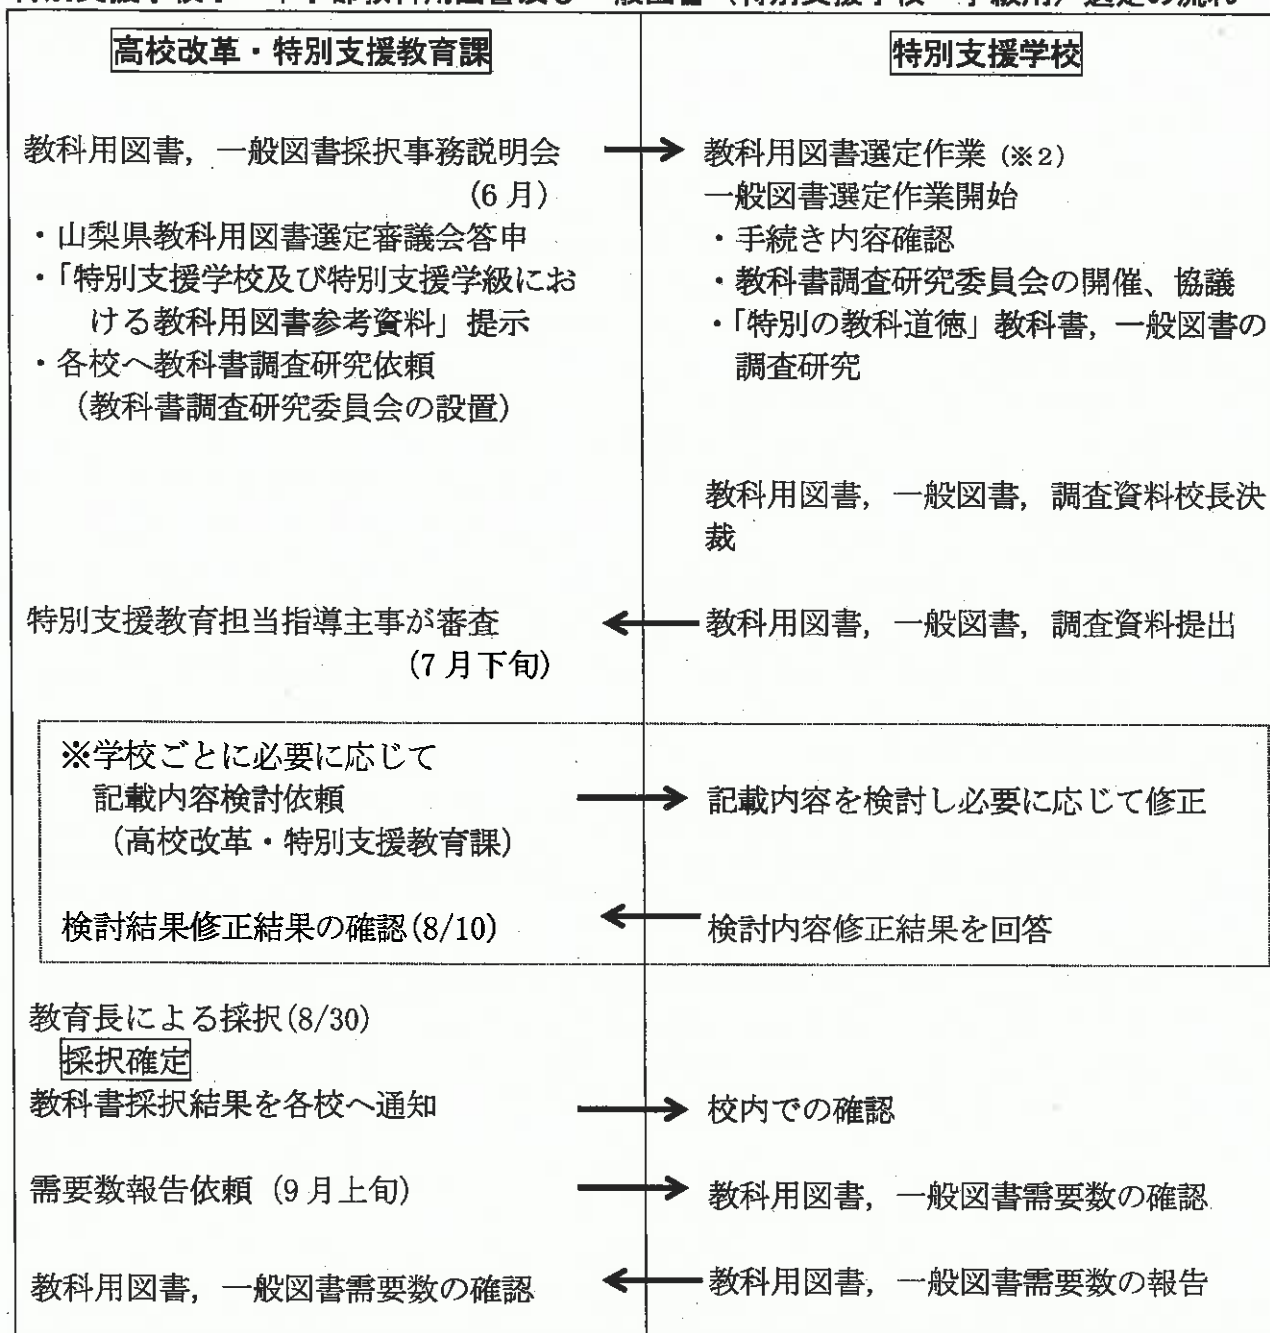 高校改革・特別支援教育課
特別支援学校
教科用図書，一般図書採択事務説明会
(6月)
・山梨県教科用図書選定審議会答申
・「特別支援学校及び特別支援学級にお
ける教科用図書参考資料」提示
・各校へ教科書調査研究依頼
（教科書調査研究委員会の設置）
教科用図書選定作業 (※2)
一般図書選定作業開始
・手続き内容確認
・教科書調査研究委員会の開催、協議
・「特別の教科道徳」教科書，一般図書の
調査研究
教科用図書，一般図書，調査資料校長決
裁
特別支援教育担当指導主事が審査
(7月下旬)
教科用図書，一般図書，調査資料提出
※学校ごとに必要に応じて
記載内容検討依頼
（高校改革・特別支援教育課）
記載内容を検討し必要に応じて修正
検討結果修正結果の確認(8/10)
検討内容修正結果を回答
教育長による採択(8/30)
採択確定
教科書採択結果を各校へ通知
校内での確認
需要数報告依頼（9月上旬）
教科用図書，一般図書需要数の確認
教科用図書，一般図書需要数の確認
教科用図書，一般図書需要数の報告